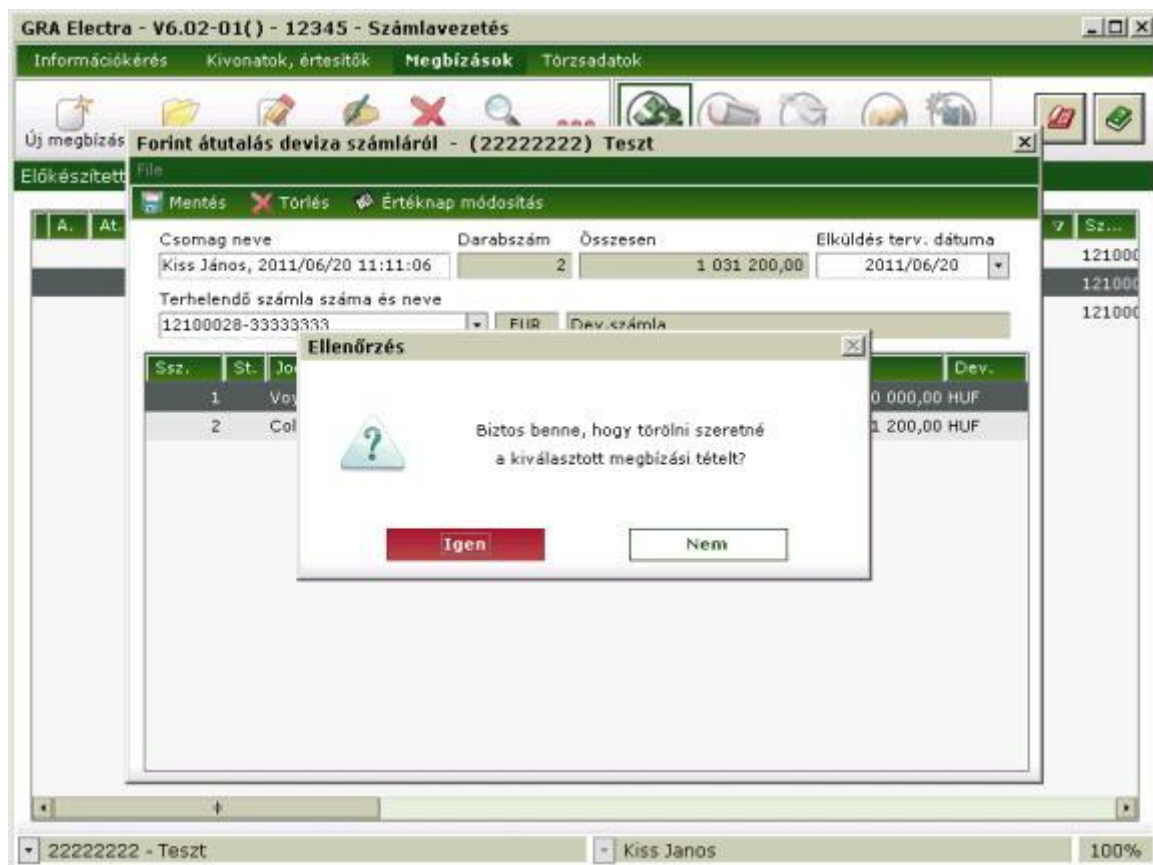 GRA Electra - V6.02-01( ) - 12345 - Számlavezetés
Információkérés Kivonatok, értesítők Megbízások Törzsadatok
Új megbízás
Forint átutalás deviza számláról - (22222222) Teszt
Előkészített
File
Mentés Törlés Értéknap módosítás
A. At. Sz...
Csomag neve Darabszám Összesen Elküldés terv. dátuma
Kiss János, 2011/06/20 11:11:06 2 1 031 200,00 2011/06/20
121000
121000
121000
Terhelendő számla száma és neve
12100028-33333333 EUR Dev.számla
Ellenőrzés
Ssz. St. Dev.
1 0 000,00 HUF
2 1 200,00 HUF
Biztos benne, hogy törölni szeretné
a kiválasztott megbízási tételt?
Igen Nem
22222222 - Teszt Kiss Janos 100%